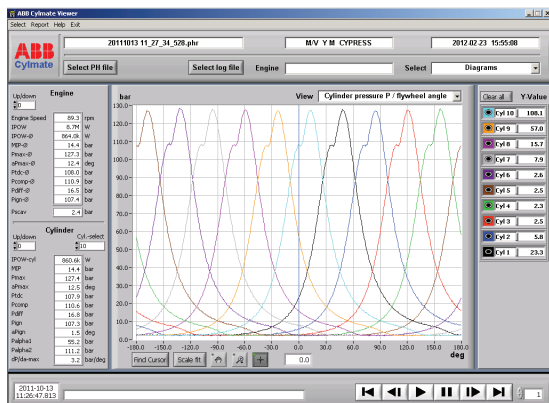 ABB Cylmate Viewer
Select Report Help Exit
ABB
Cylmate
20111013 11_27_34_528.phr
M/V Y M CYPRESS
2012-02-23 15:55:08
Select PH file
Select log file
Engine
Select
Diagrams
Up/down
Engine
0
Engine Speed 89.3 rpm
IPOW 8.7M W
IPOW-Ø 864.0k W
MIP-Ø 14.4 bar
Pmax-Ø 127.3 bar
aPmax-Ø 12.4 deg
Ptdc-Ø 108.0 bar
Pcomp-Ø 110.9 bar
Pdiff-Ø 16.5 bar
Pign-Ø 107.4 bar
Pscav 2.4 bar
Cylinder
Up/down
Cyl.-select
0
10
IPOW-cyl 860.6k W
MIP 14.4 bar
Pmax 127.4 bar
aPmax 12.5 deg
Ptdc 107.9 bar
Pcomp 110.6 bar
Pdiff 16.8 bar
Pign 107.3 bar
aPign 1.5 deg
Palpha1 55.2 bar
Palpha2 111.2 bar
dP/da-max 3.2 bar/deg
bar
View
Cylinder pressure P / flywheel angle
130.0
120.0
110.0
100.0
90.0
80.0
70.0
60.0
50.0
40.0
30.0
20.0
10.0
0.0
-180.0 -150.0 -120.0 -90.0 -60.0 -30.0 0.0 30.0 60.0 90.0 120.0 150.0 180.0
deg
Find Cursor
Scale fit
0.0
Clear all
Y-Value
Cyl 10 108.1
Cyl 9 57.0
Cyl 8 15.7
Cyl 7 7.9
Cyl 6 2.6
Cyl 5 2.5
Cyl 4 2.3
Cyl 3 2.5
Cyl 2 5.8
Cyl 1 23.3
2011-10-13
11:26:47.813
1